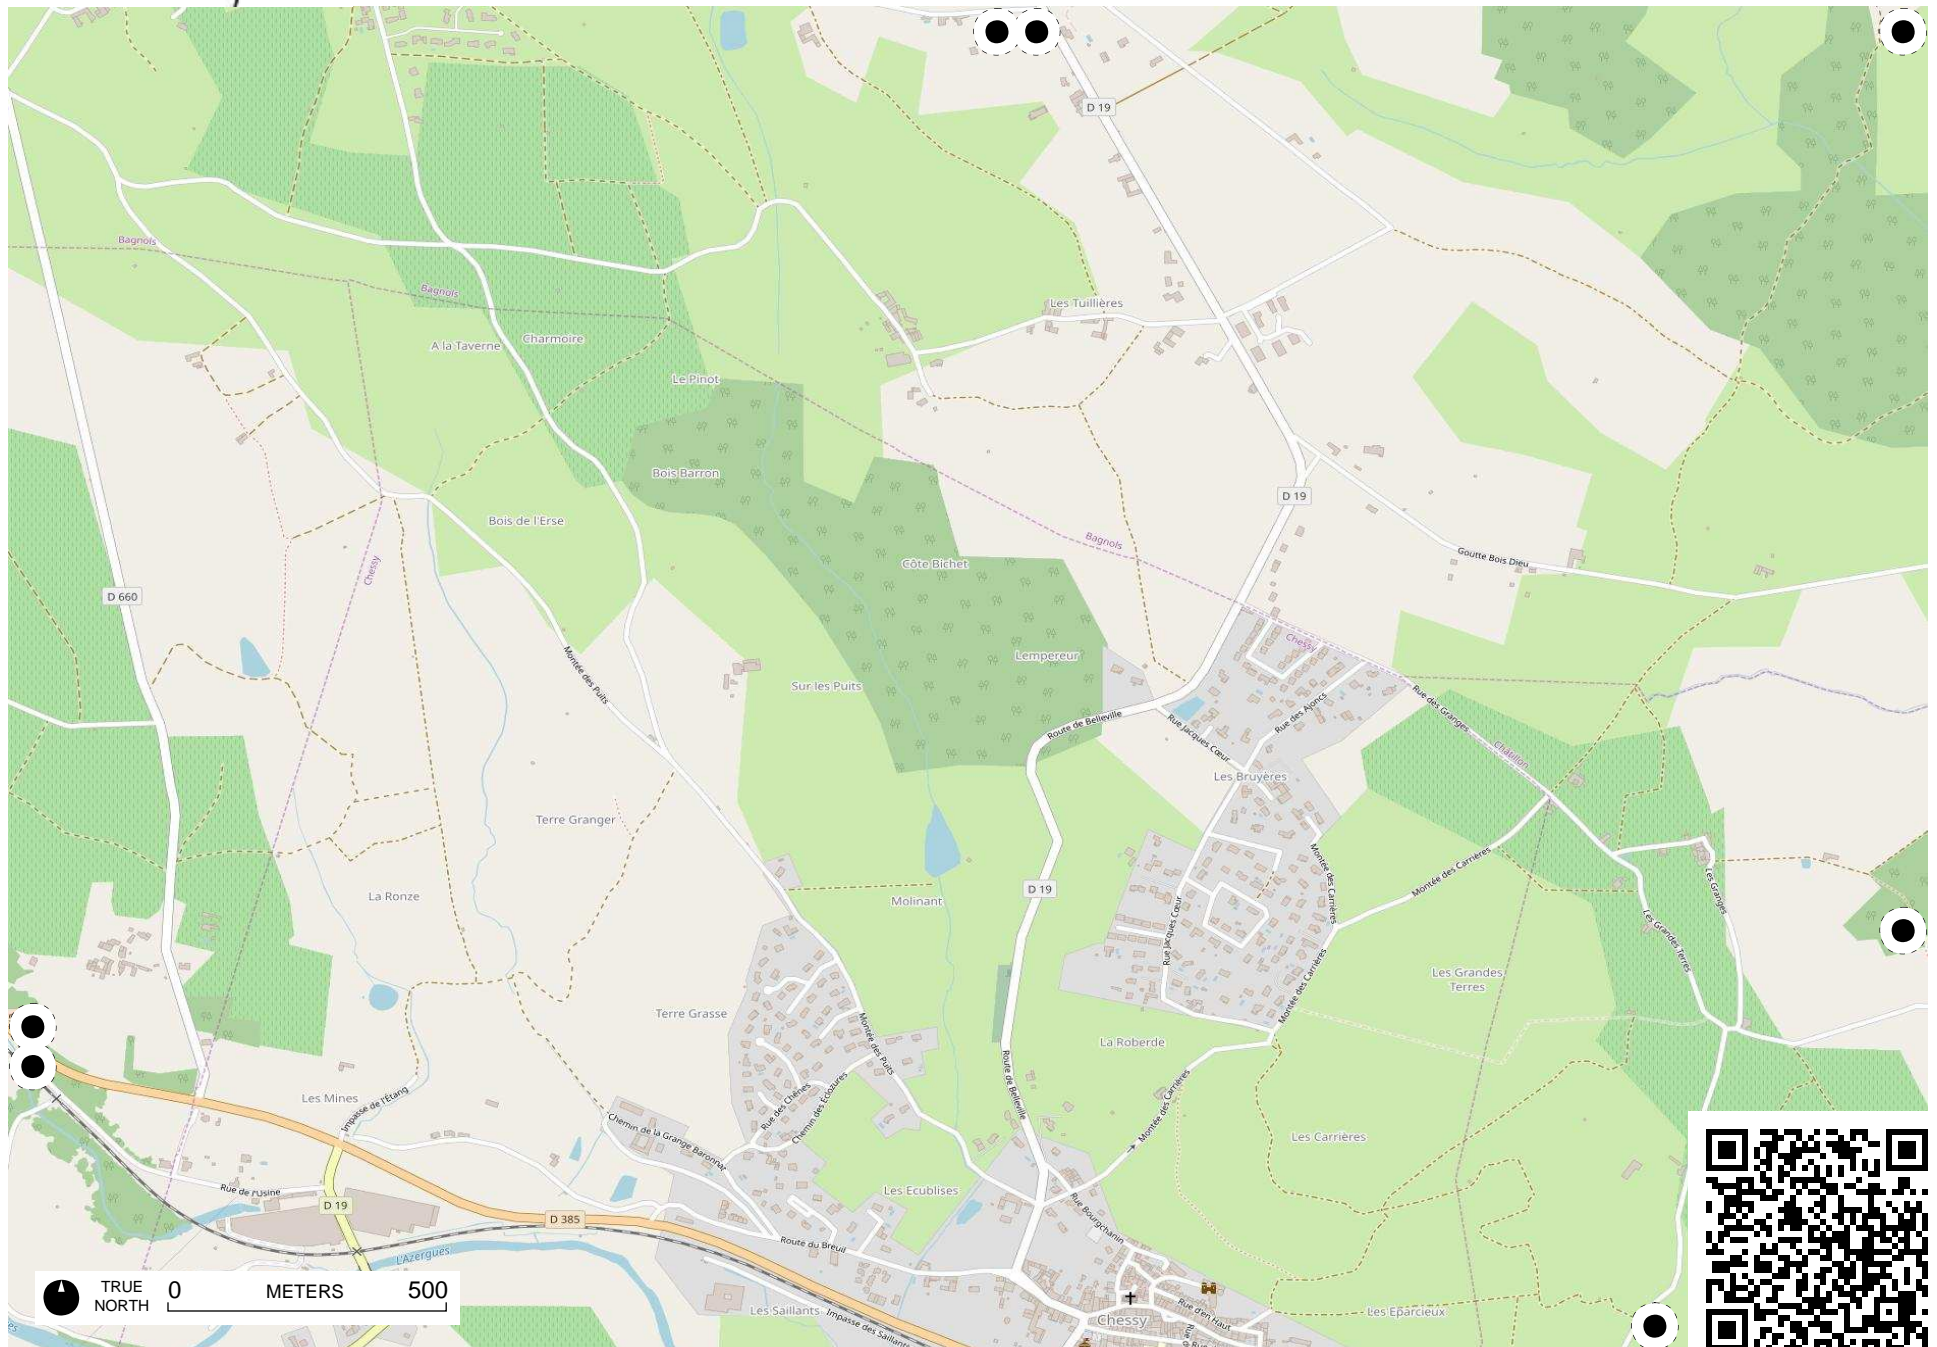 D 19
Bagnols
Bagnols
Les Tuillières
A la Taverne
Charmoire
Le Pinot
Bois Barron
D 19
Bois de l'Erse
Bagnols
Goutte Bois Dieu
Côte Bichet
Chessy
D 660
Chessy
Lempereur
Montée des Puits
Sur les Puits
Rue des Granges
Rue des Ajoncs
Route de Belleville
Rue Jacques Cœur
Châtillon
Les Bruyères
Terre Granger
Montée des Carrières
Montée des Carrières
D 19
La Ronze
Molinant
Les Granges
Rue Jacques Cœur
Les Grandes Terres
Les Grandes
Terres
Montée des Carrières
Terre Grasse
Montée des Puits
La Roberde
Route de Belleville
Les Mines
Impasse de l'Étang
Rue des Chênes
Chemin des Éclozures
Montée des Carrières
Chemin de la Grange Baronnat
Les Carrières
Rue de l'Usine
Les Ecublises
D 19
D 385
Rue Bourgchanin
Route du Breuil
L'Azergues
TRUE
NORTH
0 METERS 500
Les Saillants
Impasse des Saillants
Rue d'en Haut
Chessy
Les Eparcieux